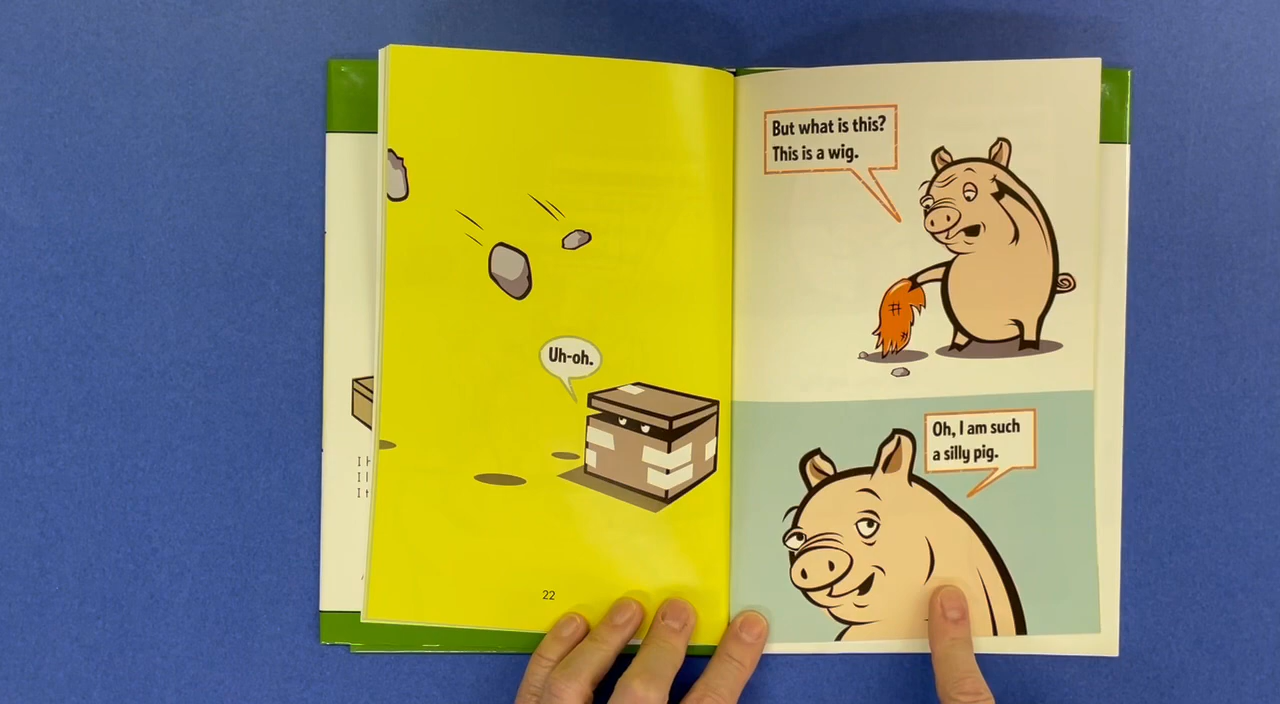 Uh-oh.
22
But what is this?
This is a wig.
Oh, I am such
a silly pig.